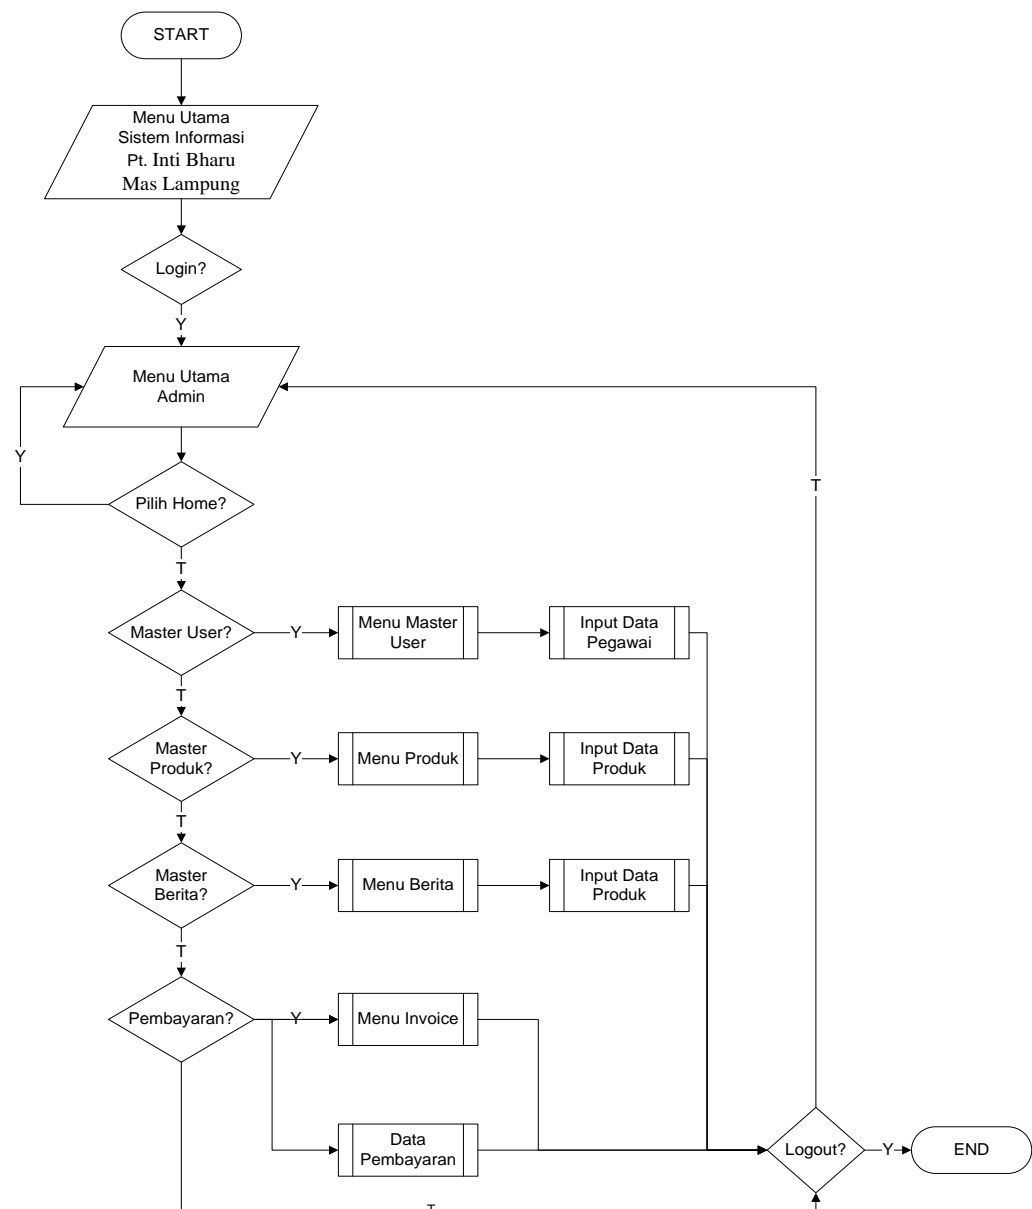 START
Menu Utama
Sistem Informasi
Pt. Inti Bharu
Mas Lampung
Login?
Y
Menu Utama
Admin
Y
Pilih Home?
T
T
Master User?
Y
Menu Master
User
Input Data
Pegawai
T
Master
Produk?
Y
Menu Produk
Input Data
Produk
T
Master
Berita?
Y
Menu Berita
Input Data
Produk
T
Pembayaran?
Y
Menu Invoice
Data
Pembayaran
Logout?
Y
END
T